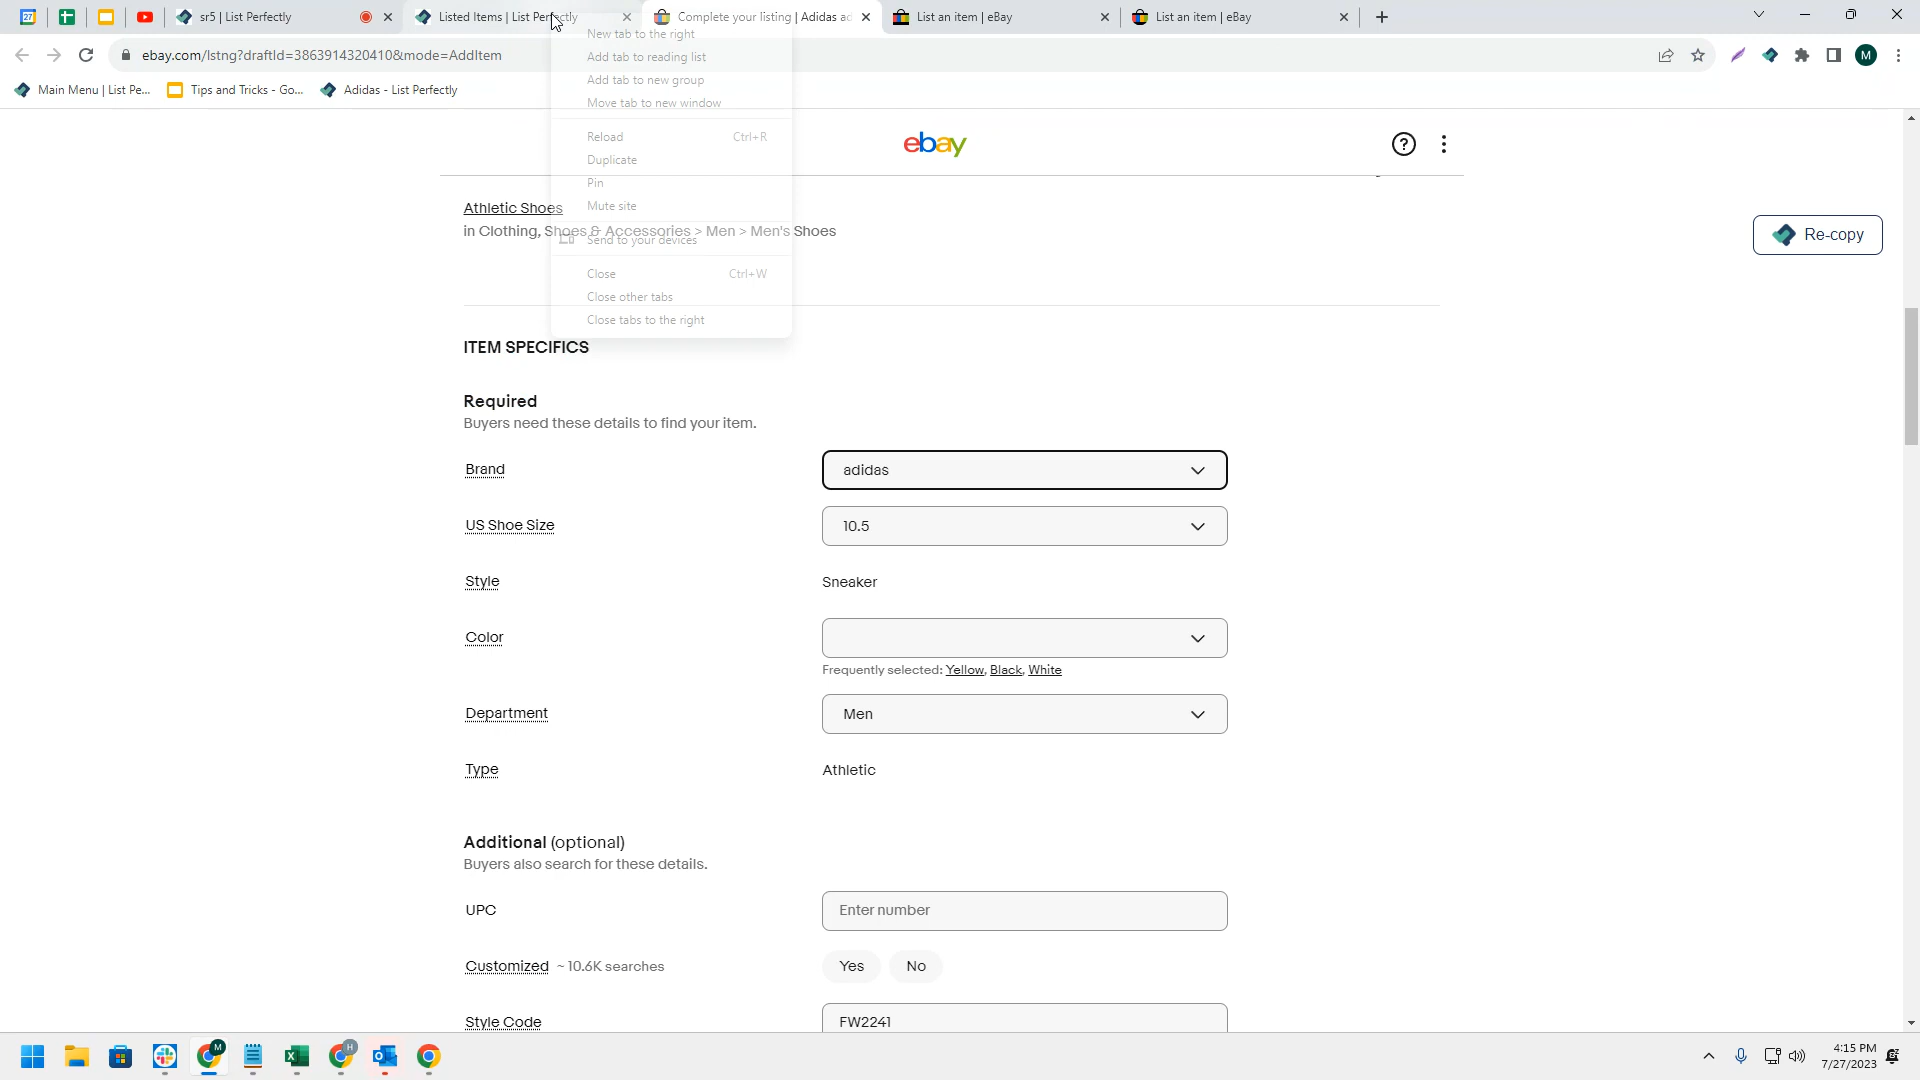 sr5 | List Perfectly
Listed Items | List Perfectly
Complete your listing | Adidas ad
List an item | eBay
List an item | eBay
ebay.com/lstng?draftId=3863914320410&mode=AddItem
M
Main Menu | List Pe...
Tips and Tricks - Go...
Adidas - List Perfectly
New tab to the right
Add tab to reading list
Add tab to new group
Move tab to new window
Reload Ctrl+R
Duplicate
Pin
Mute site
Send to your devices
Close Ctrl+W
Close other tabs
Close tabs to the right
ebay
Athletic Shoes
in Clothing, Shoes & Accessories > Men > Men's Shoes
Re-copy
ITEM SPECIFICS
Required
Buyers need these details to find your item.
Brand adidas
US Shoe Size 10.5
Style Sneaker
Color
Frequently selected: Yellow, Black, White
Department Men
Type Athletic
Additional (optional)
Buyers also search for these details.
UPC Enter number
Customized ~ 10.6K searches Yes No
Style Code FW2241
4:15 PM
7/27/2023